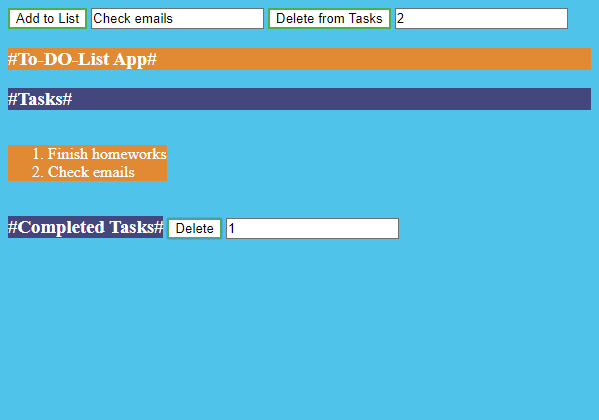 Add to List Check emails Delete from Tasks 2
#To-DO-List App#
#Tasks#
1. Finish homeworks
2. Check emails
#Completed Tasks# Delete 1